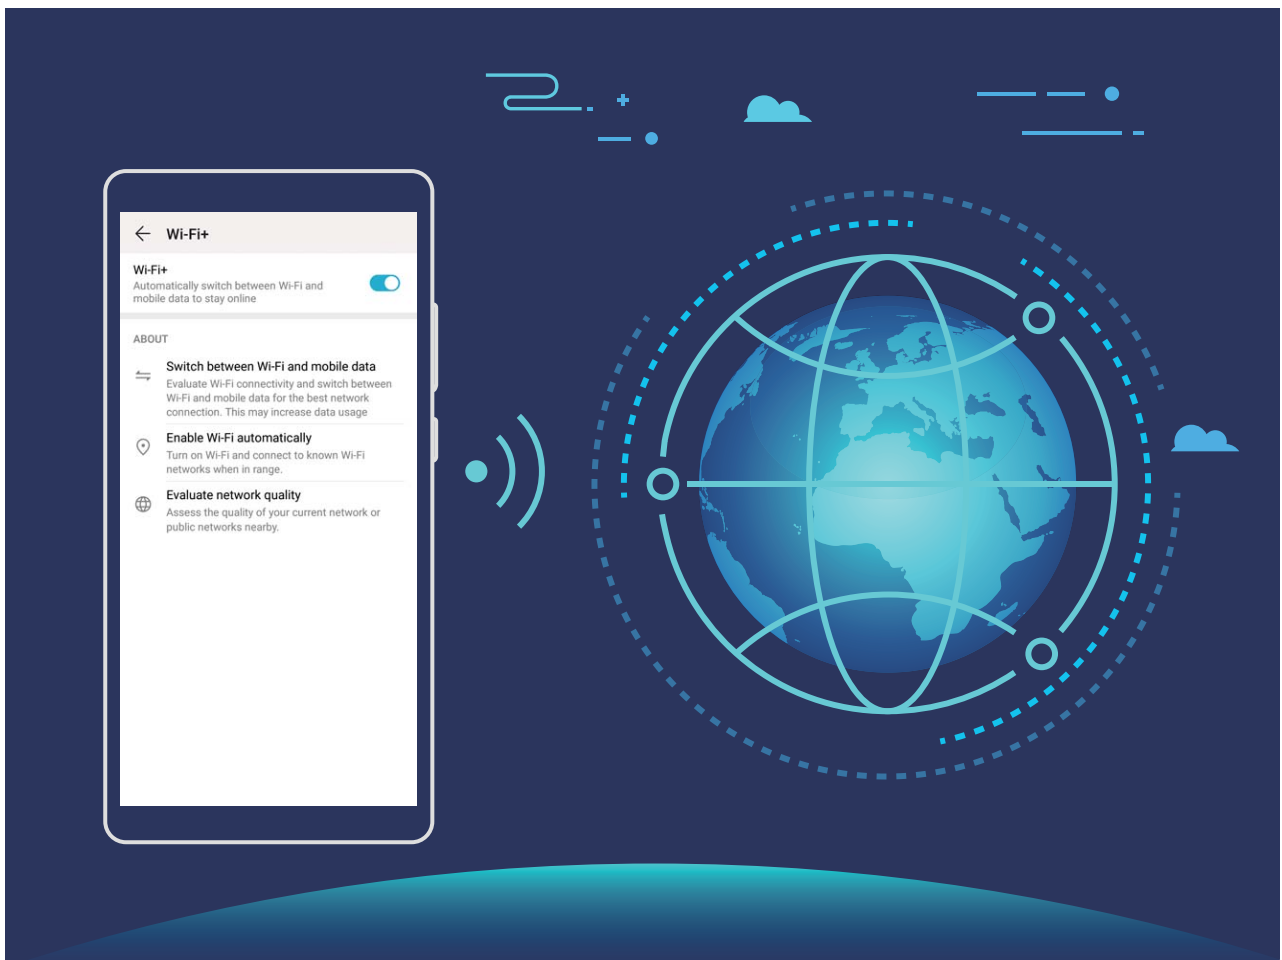 Wi-Fi+
Wi-Fi+
Automatically switch between Wi-Fi and
mobile data to stay online
ABOUT
Switch between Wi-Fi and mobile data
Evaluate Wi-Fi connectivity and switch between
Wi-Fi and mobile data for the best network
connection. This may increase data usage
Enable Wi-Fi automatically
Turn on Wi-Fi and connect to known Wi-Fi
networks when in range.
Evaluate network quality
Assess the quality of your current network or
public networks nearby.